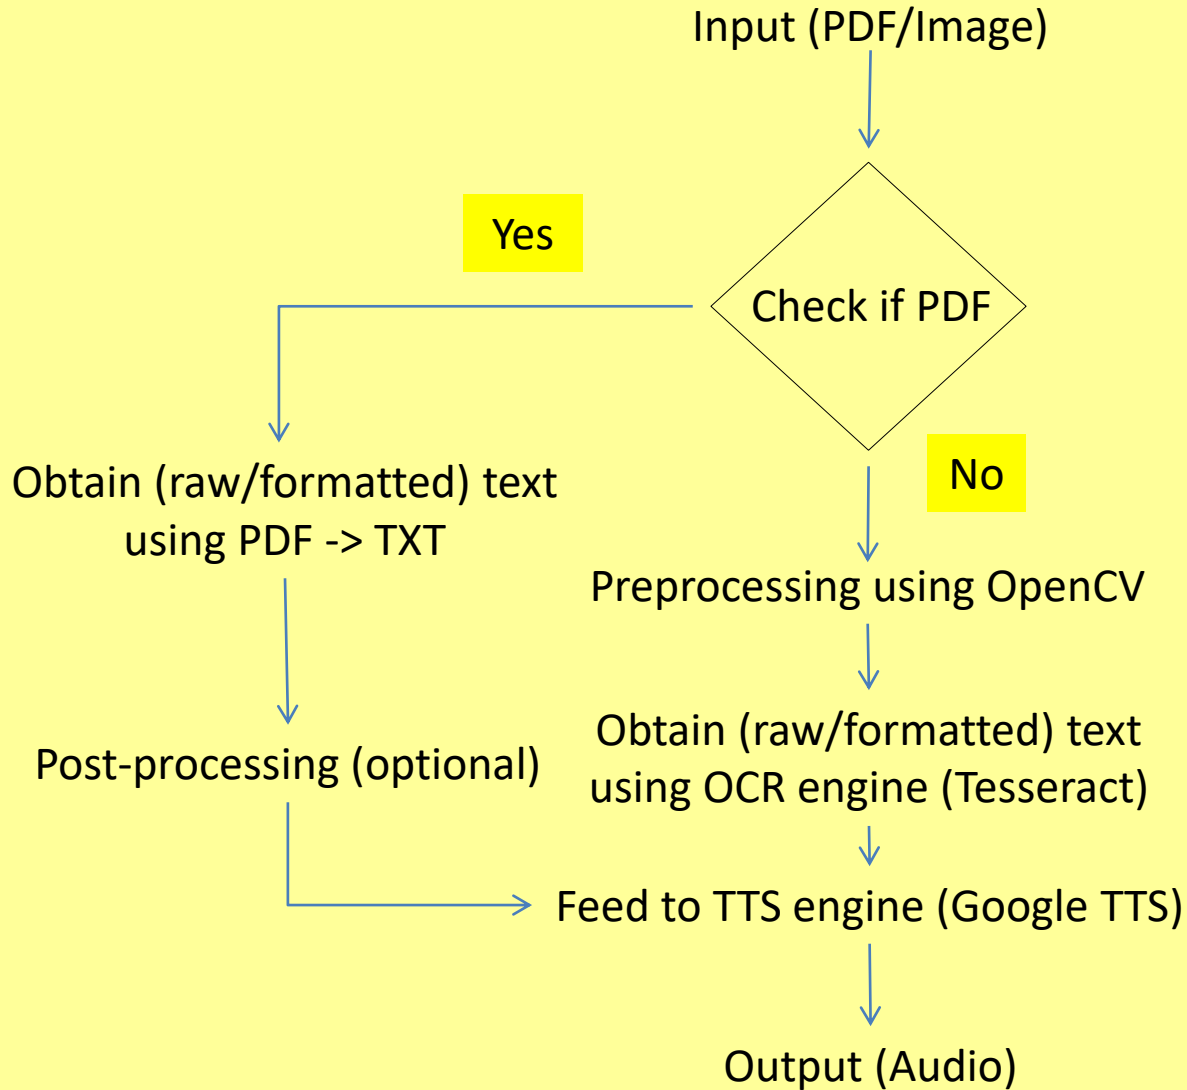 Input (PDF/Image)
Yes
Check if PDF
No
Obtain (raw/formatted) text
using PDF -> TXT
Preprocessing using OpenCV
Post-processing (optional)
Obtain (raw/formatted) text
using OCR engine (Tesseract)
Feed to TTS engine (Google TTS)
Output (Audio)